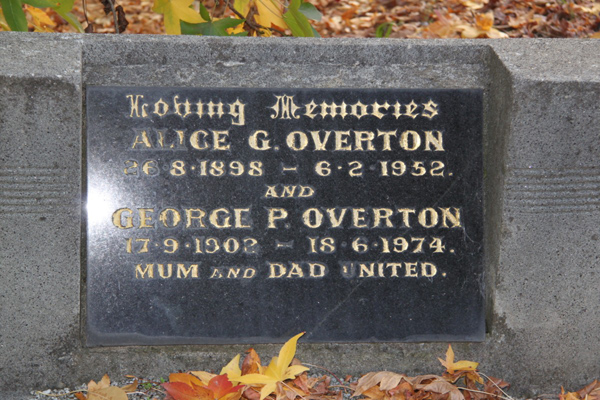 Loving Memories
ALICE G. OVERTON
26·8·1898 - 6·2·1952.
AND
GEORGE P. OVERTON
17·9·1902 - 18·6·1974.
MUM AND DAD UNITED.